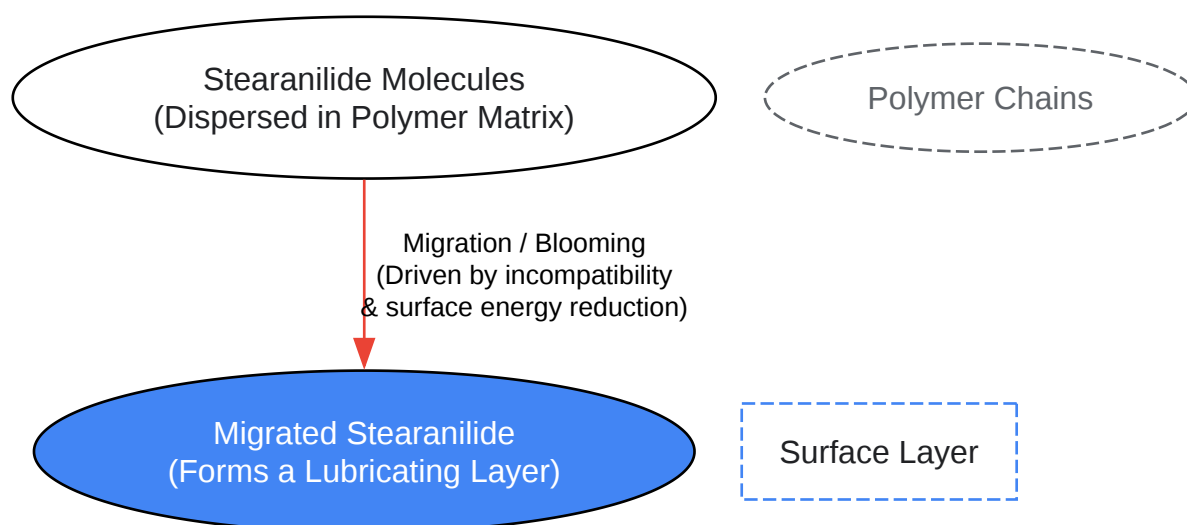 Stearanilide Molecules
(Dispersed in Polymer Matrix)
Polymer Chains
Migration / Blooming
(Driven by incompatibility
& surface energy reduction)
Migrated Stearanilide
(Forms a Lubricating Layer)
Surface Layer